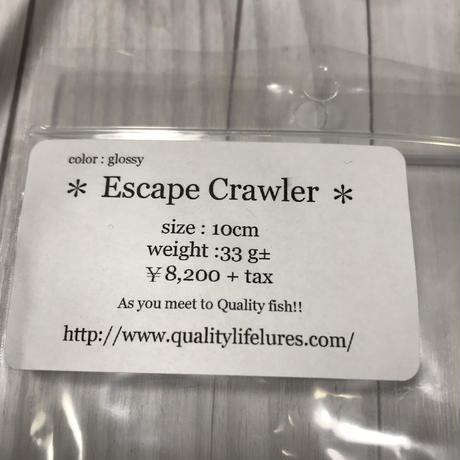 color : glossy
* Escape Crawler *
size : 10cm
weight :33 g±
¥8,200 + tax
As you meet to Quality fish!!
http://www.qualitylifelures.com/